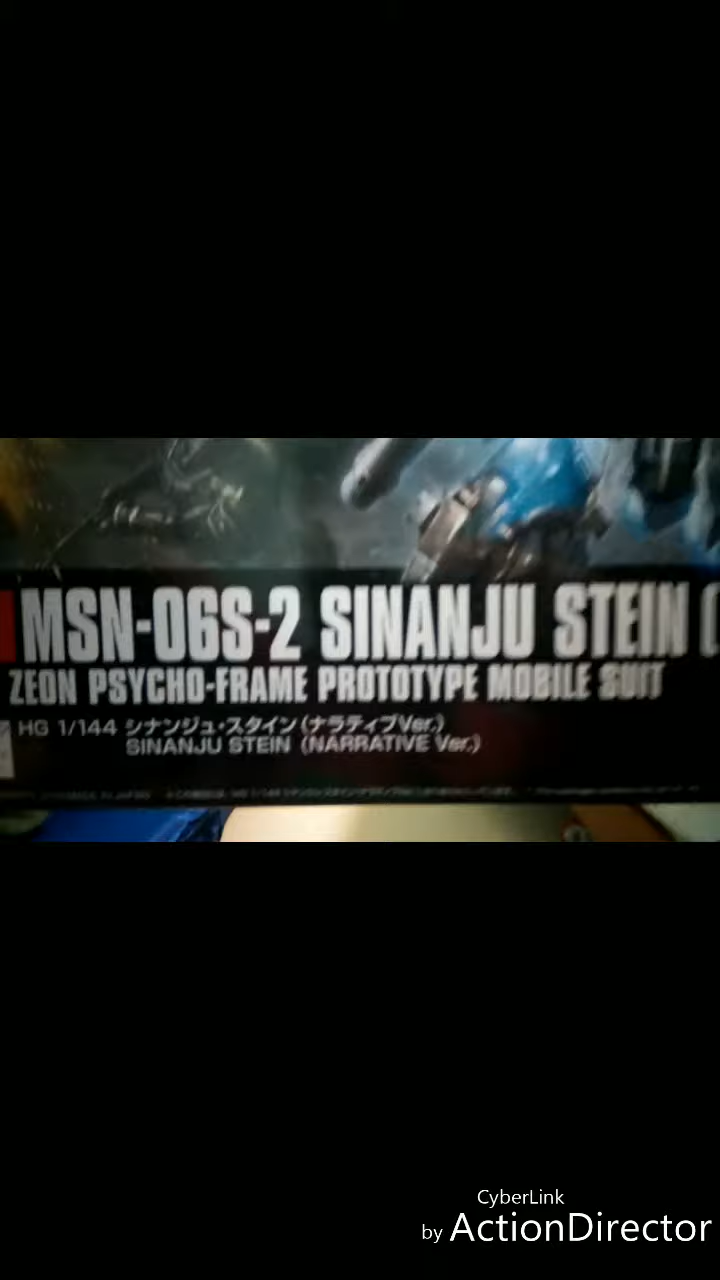 MSN-06S-2 SINANJU STEIN (
ZEON PSYCHO-FRAME PROTOTYPE MOBILE SUIT
HG 1/144 シナンジュ・スタイン(ナラティブVer.)
SINANJU STEIN (NARRATIVE Ver.)
CyberLink
by ActionDirector